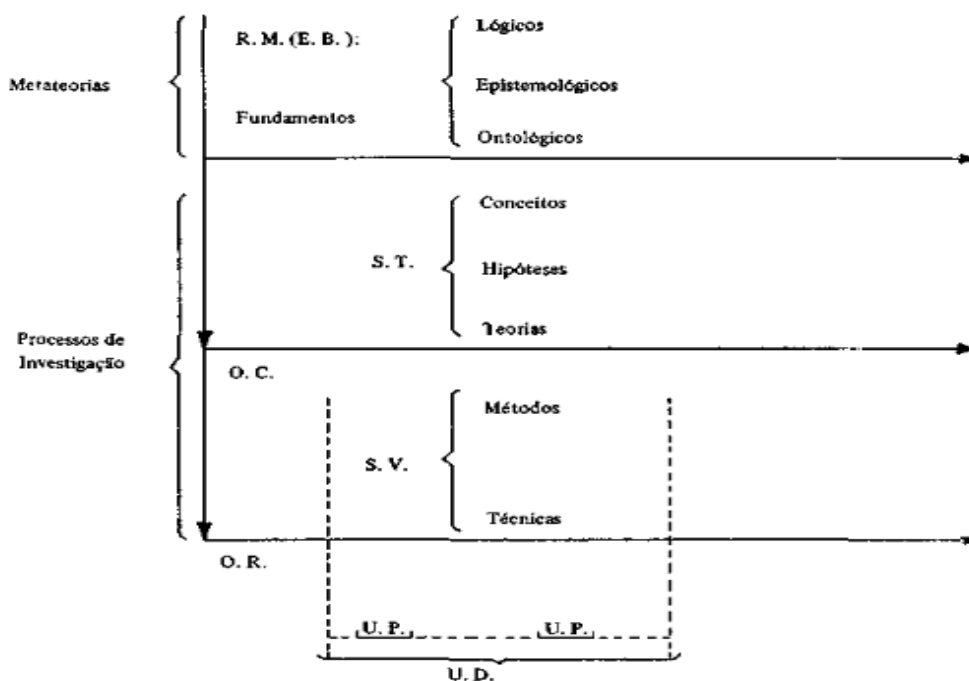 R. M. (E. B. ):
Lógicos
Metateorias
Epistemológicos
Fundamentos
Ontológicos
Conceitos
S. T.
Hipóteses
Teorias
Processos de
Investigação
O. C.
Métodos
S. V.
Técnicas
O. R.
U. P.
U. P.
U. D.